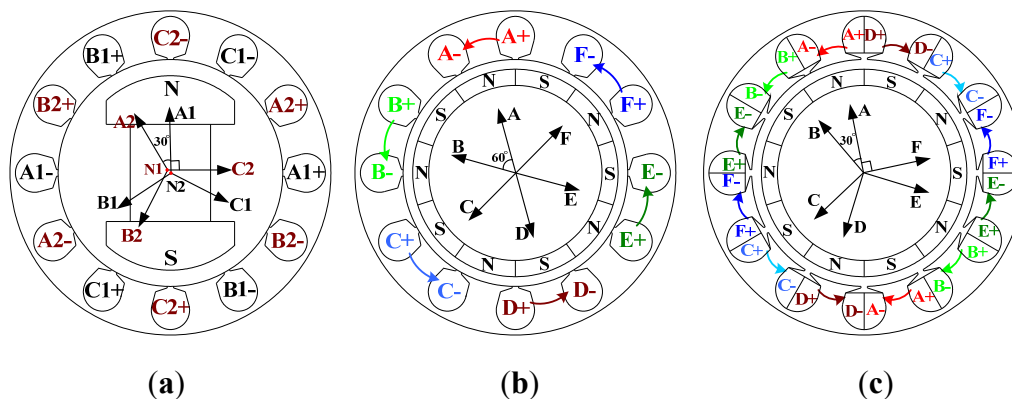 C2-
B1+
C1-
N
B2+
A2+
A2
A1
30°
A1-
N1
C2
A1+
N2
B1
C1
B2
A2-
B2-
S
C1+
B1-
C2+
(a)
A-
A+
F-
N
S
B+
F+
S
N
A
F
B
60°
B-
N
S
E-
E
C
D
C+
E+
S
N
N
S
C-
D+
D-
(b)
A+
D+
A-
D-
B+
C+
N
S
B-
C-
E-
F-
S
N
A
B
30°
F
E+
F-
N
S
F+
E-
E
C
D
F+
C+
E+
B+
S
N
N
S
C-
D+
D-
A-
A+
B-
(c)